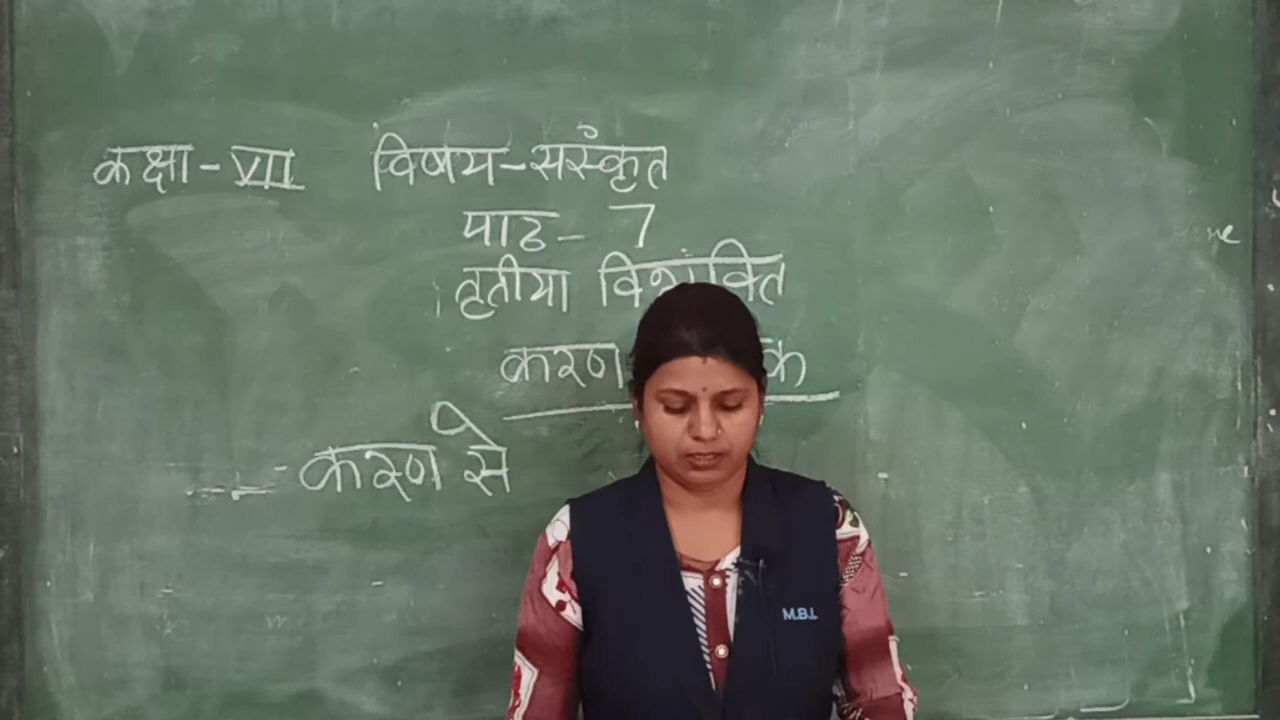 कक्षा - VII विषय - संस्कृत
पाठ - 7
तृतीया विभक्ति
करण
करण से
M.B.I.